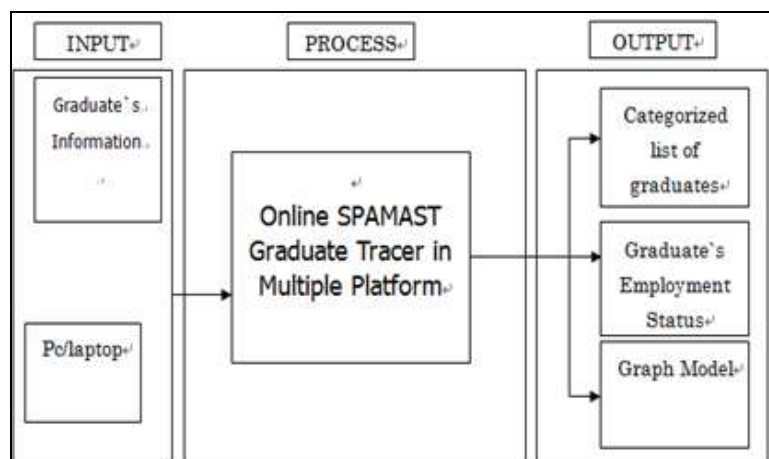 INPUT
PROCESS
OUTPUT
Graduate`s
Information
Pc/laptop
Online SPAMAST
Graduate Tracer in
Multiple Platform
Categorized
list of
graduates
Graduate`s
Employment
Status
Graph Model